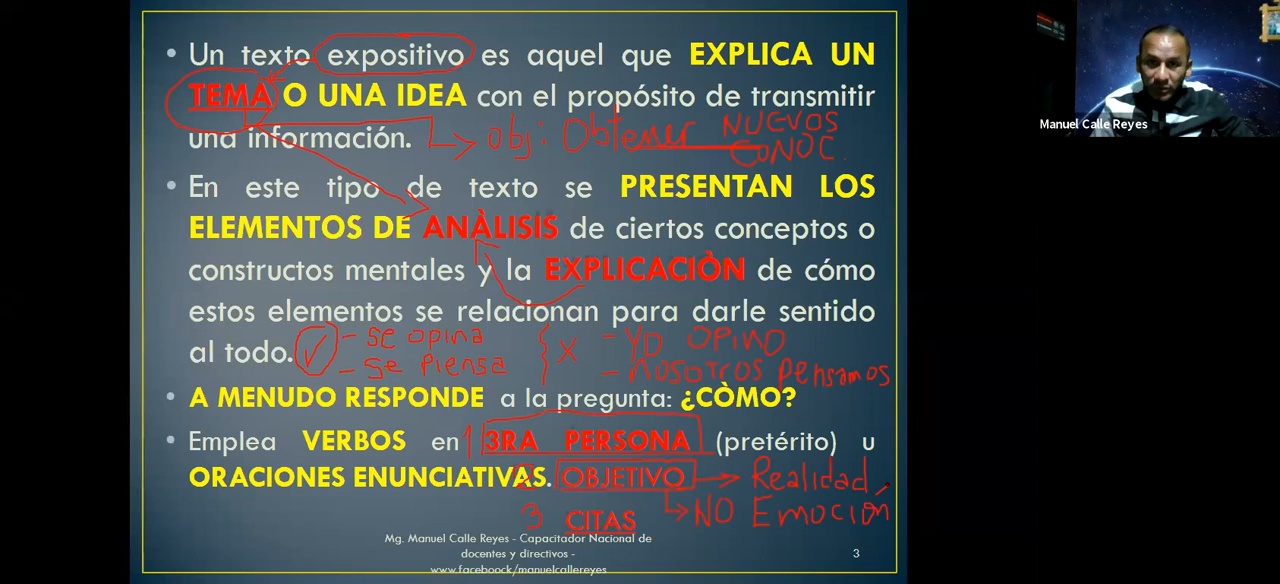 • Un texto expositivo es aquel que EXPLICA UN
TEMA O UNA IDEA con el propósito de transmitir
una información.
obj: Obtener NUEVOS
CONOC.
• En este tipo de texto se PRESENTAN LOS
ELEMENTOS DE ANÀLISIS de ciertos conceptos o
constructos mentales y la EXPLICACIÒN de cómo
estos elementos se relacionan para darle sentido
al todo.
✓ - se opina
- se piensa
X - YO OPINO
- nosotros pensamos
• A MENUDO RESPONDE a la pregunta: ¿CÒMO?
• Emplea VERBOS en 1 3RA PERSONA (pretérito) u
ORACIONES ENUNCIATIVAS. OBJETIVO → Realidad
3 CITAS → NO EMOCIÓN
Mg. Manuel Calle Reyes - Capacitador Nacional de
docentes y directivos -
www.faceboock/manuelcallereyes
3
Manuel Calle Reyes